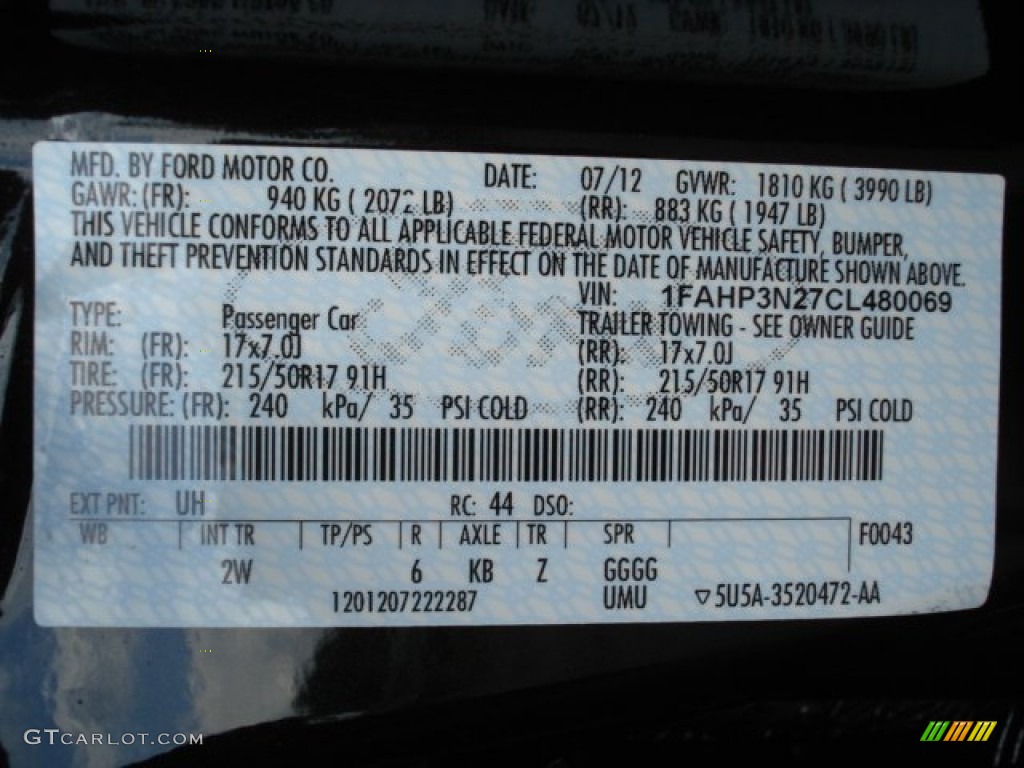 MFD. BY FORD MOTOR CO. DATE: 07/12 GVWR: 1810 KG ( 3990 LB)
GAWR: (FR): 940 KG ( 2072 LB) (RR): 883 KG ( 1947 LB)
THIS VEHICLE CONFORMS TO ALL APPLICABLE FEDERAL MOTOR VEHICLE SAFETY, BUMPER,
AND THEFT PREVENTION STANDARDS IN EFFECT ON THE DATE OF MANUFACTURE SHOWN ABOVE.
VIN: 1FAHP3N27CL480069
TYPE: Passenger Car TRAILER TOWING - SEE OWNER GUIDE
RIM: (FR): 17x7.0J (RR): 17x7.0J
TIRE: (FR): 215/50R17 91H (RR): 215/50R17 91H
PRESSURE: (FR): 240 kPa/ 35 PSI COLD (RR): 240 kPa/ 35 PSI COLD
EXT PNT: UH RC: 44 DSO:
WB INT TR TP/PS R AXLE TR SPR F0043
2W 6 KB Z GGGG
1201207222287 UMU ▽5U5A-3520472-AA
GTCARLOT.COM